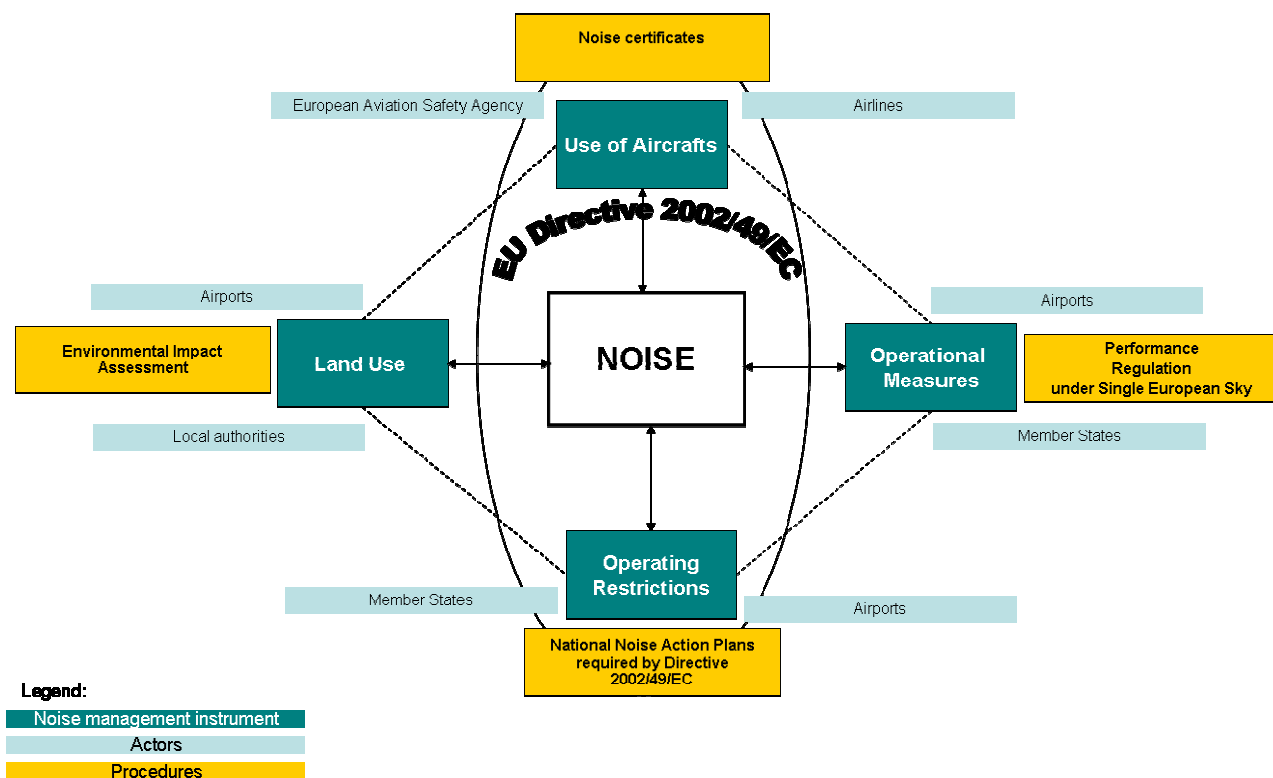 Noise certificates
European Aviation Safety Agency
Airlines
Use of Aircrafts
EU Directive 2002/49/EC
Airports
Airports
Environmental Impact
Assessment
Land Use
NOISE
Operational
Measures
Performance
Regulation
under Single European Sky
Local authorities
Member States
Operating
Restrictions
Member States
Airports
National Noise Action Plans
required by Directive
2002/49/EC
Legend:
Noise management instrument
Actors
Procedures